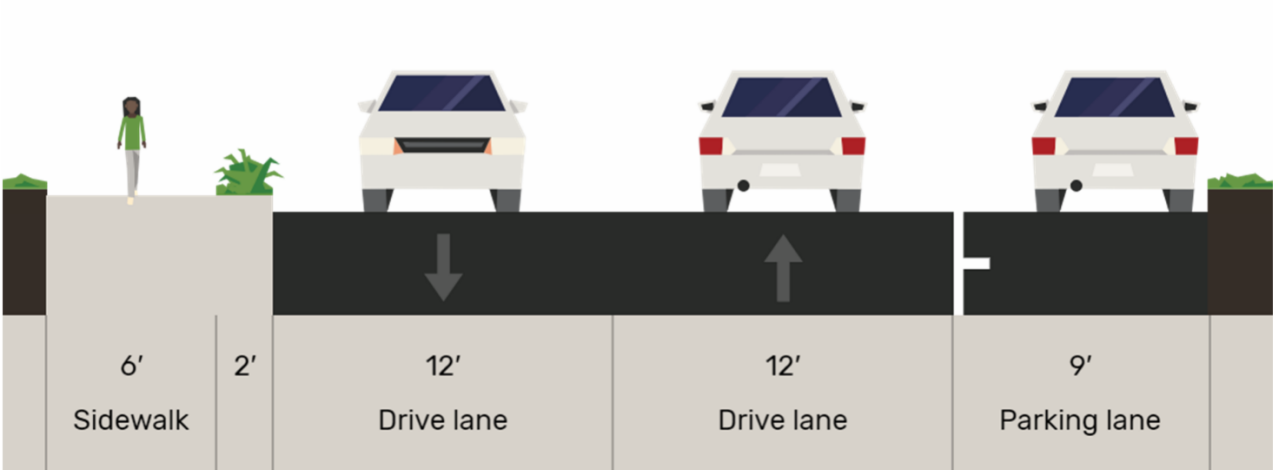 6′ 2′ 12′ 12′ 9′
Sidewalk Drive lane Drive lane Parking lane